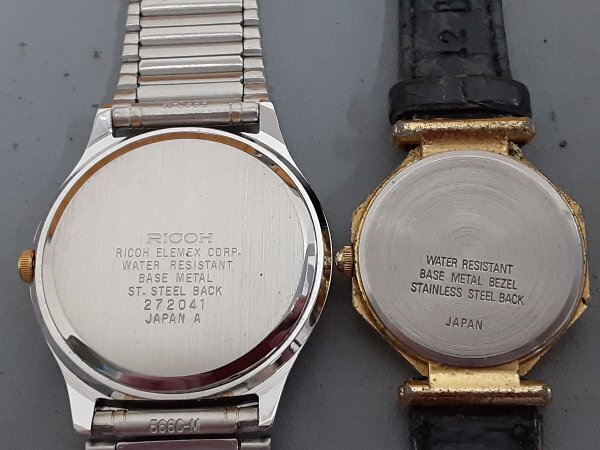 RICOH
RICOH ELEMEX CORP.
WATER RESISTANT
BASE METAL
ST. STEEL BACK
272041
JAPAN A
12
WATER RESISTANT
BASE METAL BEZEL
STAINLESS STEEL BACK
JAPAN